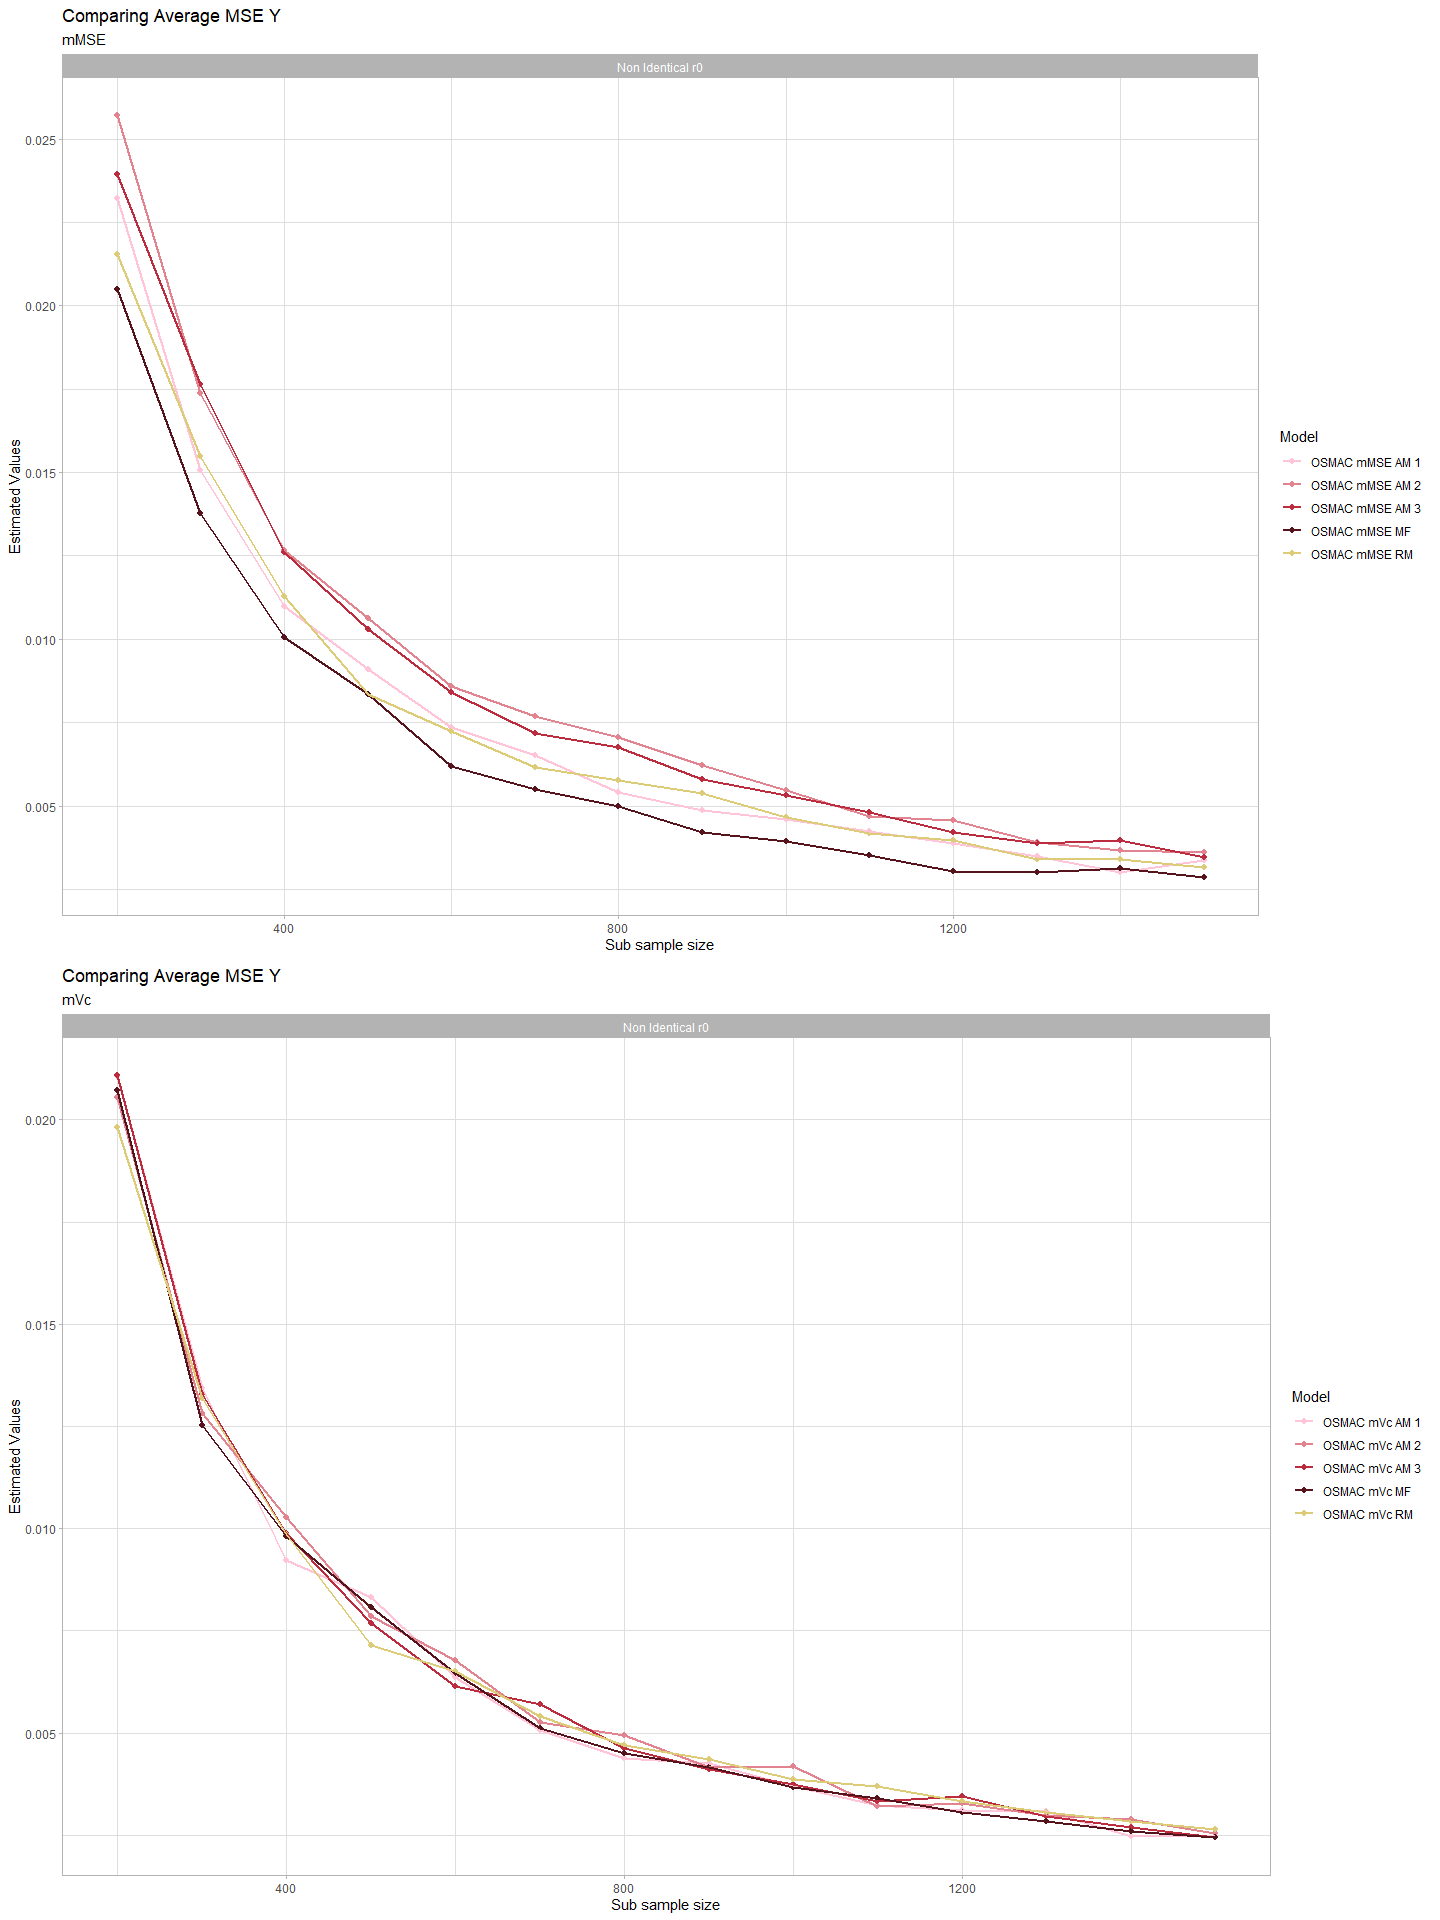 Comparing Average MSE Y
mMSE
Non Identical r0
0.025
0.020
0.015
0.010
0.005
Estimated Values
400
800
1200
Sub sample size
Model
OSMAC mMSE AM 1
OSMAC mMSE AM 2
OSMAC mMSE AM 3
OSMAC mMSE MF
OSMAC mMSE RM
Comparing Average MSE Y
mVc
Non Identical r0
0.020
0.015
0.010
0.005
Estimated Values
400
800
1200
Sub sample size
Model
OSMAC mVc AM 1
OSMAC mVc AM 2
OSMAC mVc AM 3
OSMAC mVc MF
OSMAC mVc RM